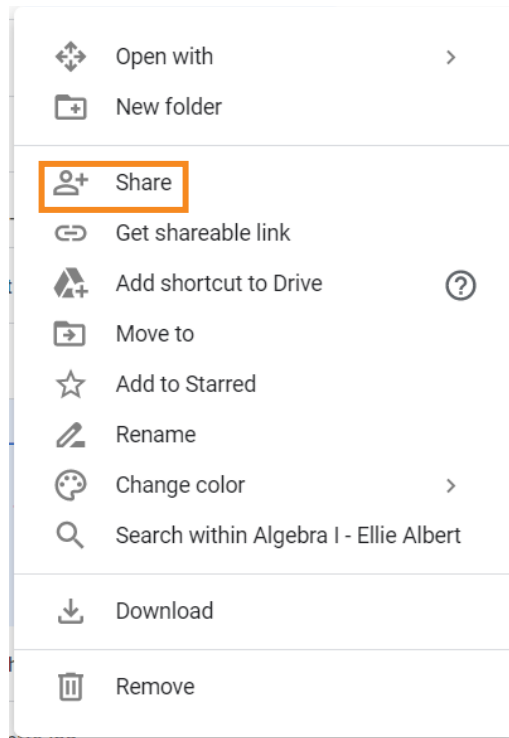 Open with
New folder
Share
Get shareable link
Add shortcut to Drive
Move to
Add to Starred
Rename
Change color
Search within Algebra I - Ellie Albert
Download
Remove